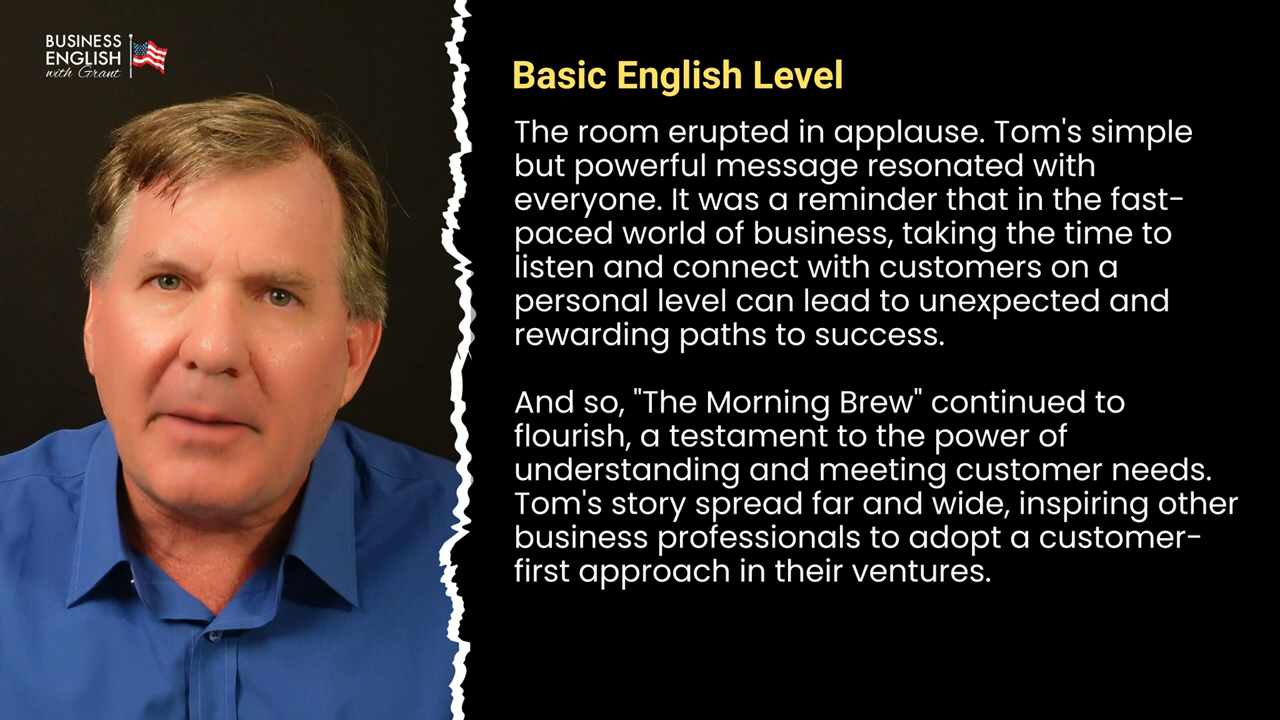 BUSINESS
ENGLISH
with Grant
Basic English Level
The room erupted in applause. Tom's simple
but powerful message resonated with
everyone. It was a reminder that in the fast-
paced world of business, taking the time to
listen and connect with customers on a
personal level can lead to unexpected and
rewarding paths to success.
And so, "The Morning Brew" continued to
flourish, a testament to the power of
understanding and meeting customer needs.
Tom's story spread far and wide, inspiring other
business professionals to adopt a customer-
first approach in their ventures.